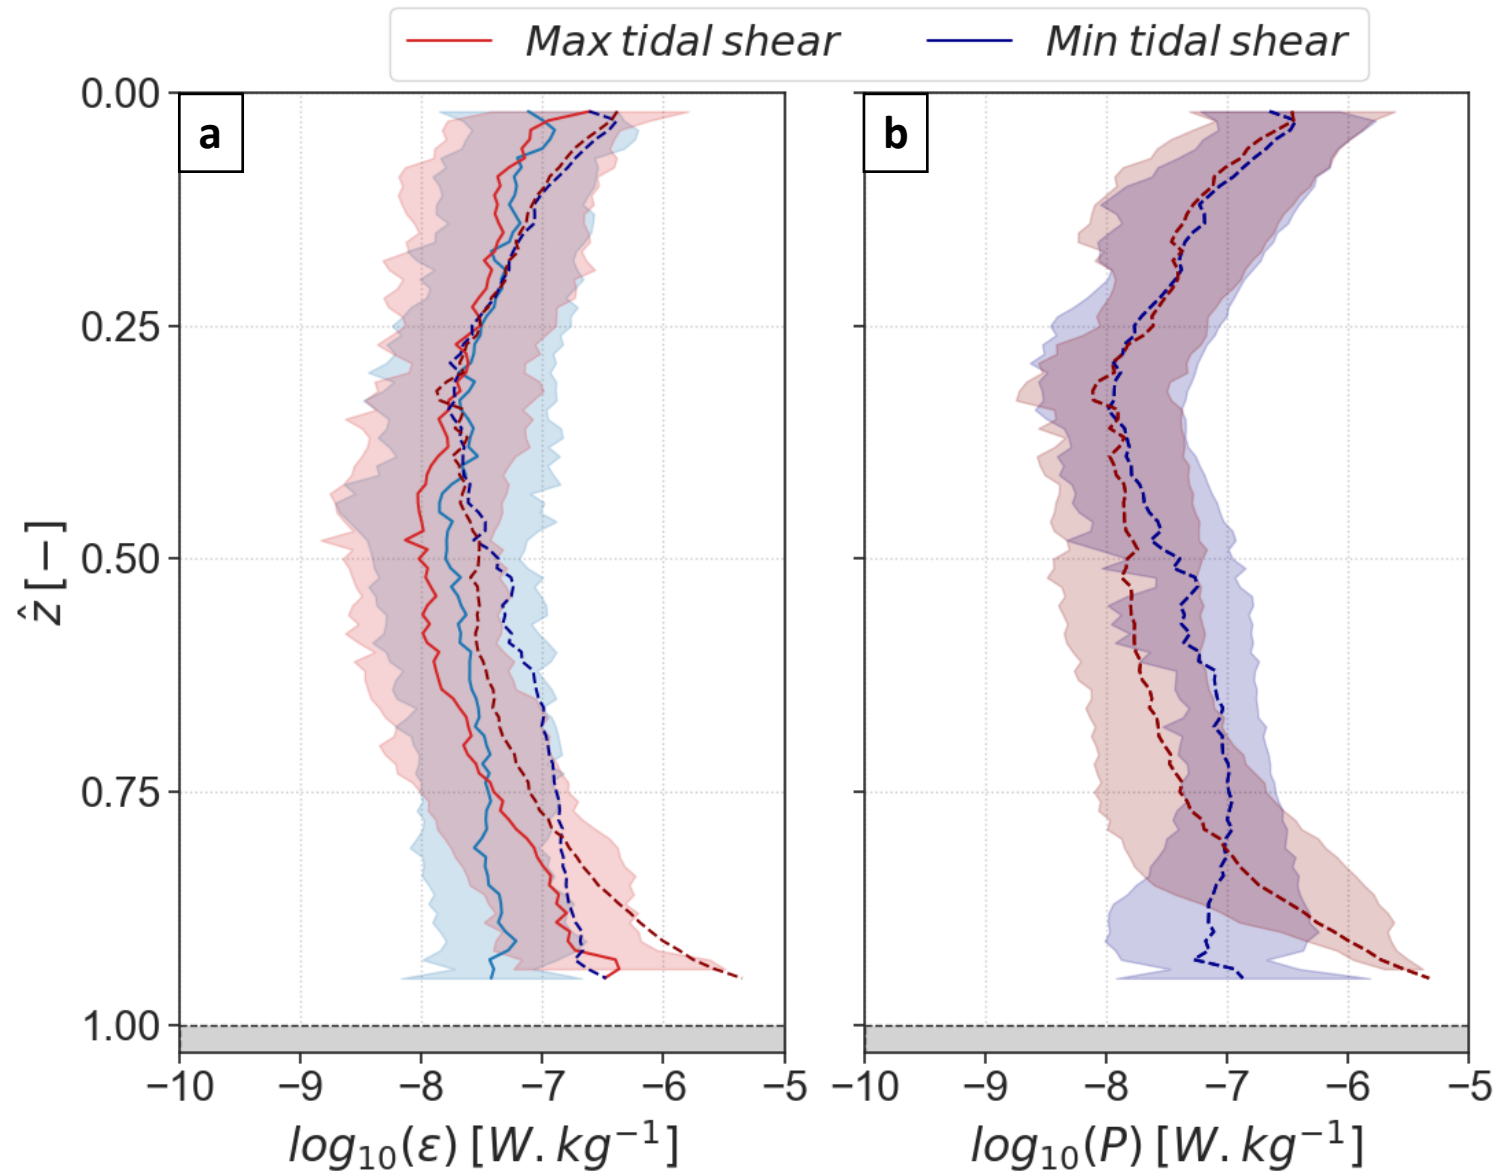 Max tidal shear Min tidal shear
a
b
0.00
0.25
0.50
0.75
1.00
ẑ [−]
−10 −9 −8 −7 −6 −5
−10 −9 −8 −7 −6 −5
log₁₀(ε) [W.kg⁻¹]
log₁₀(P) [W.kg⁻¹]